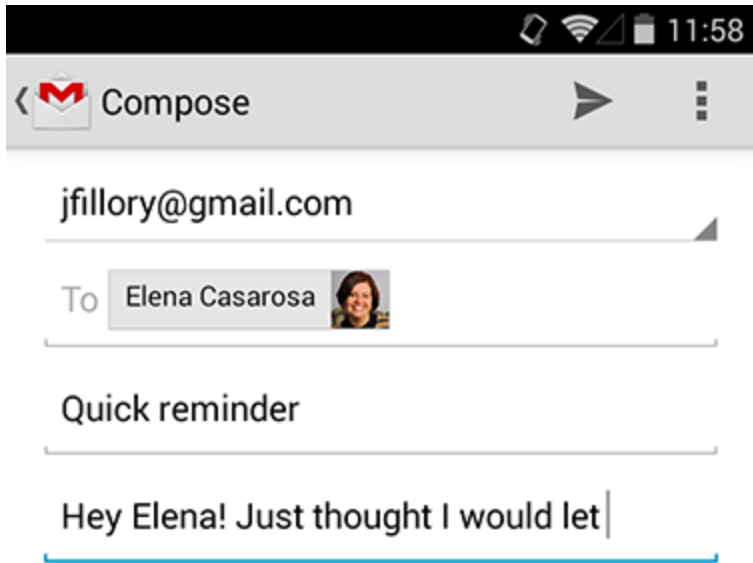 11:58
Compose
jfillory@gmail.com
To Elena Casarosa
Quick reminder
Hey Elena! Just thought I would let